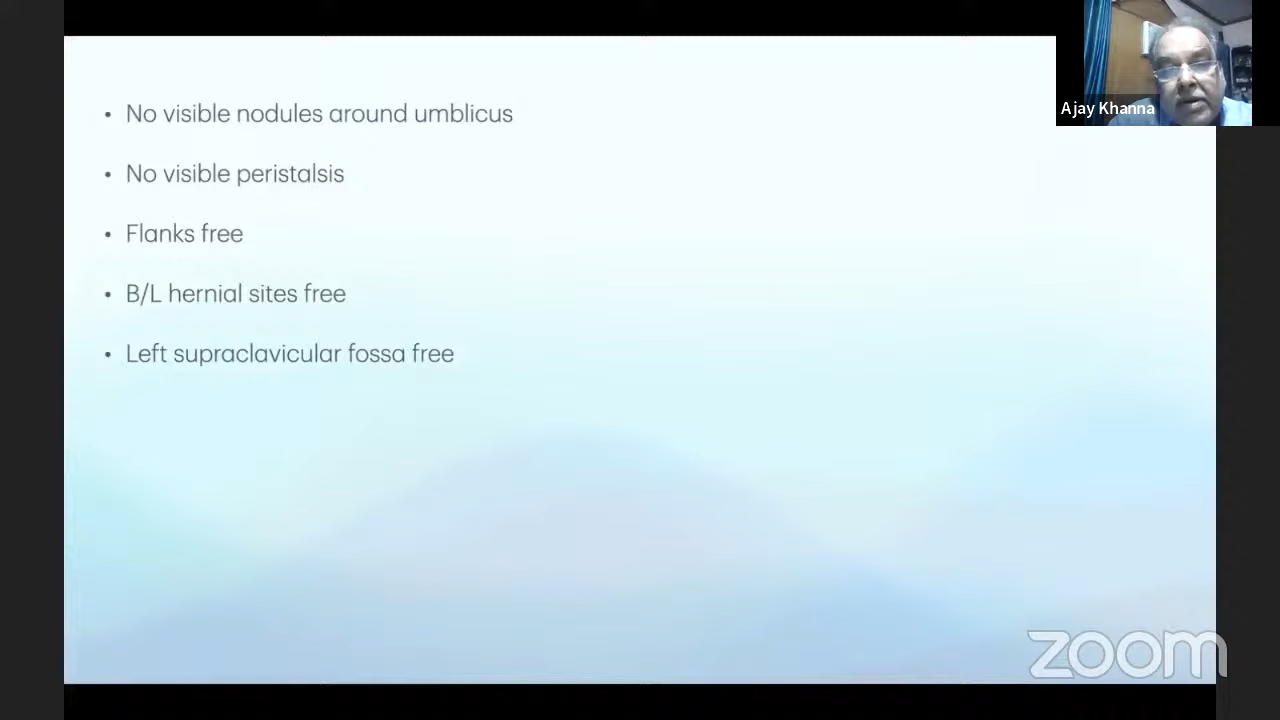 • No visible nodules around umblicus
• No visible peristalsis
• Flanks free
• B/L hernial sites free
• Left supraclavicular fossa free
Ajay Khanna
zoom